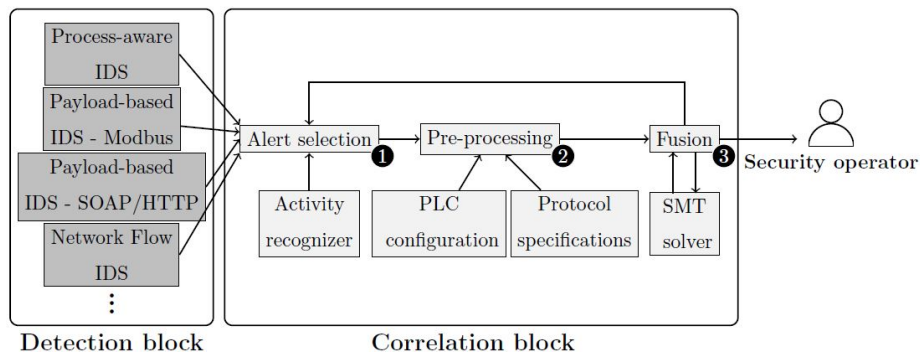 Process-aware
IDS
Payload-based
IDS - Modbus
Payload-based
IDS - SOAP/HTTP
Network Flow
IDS
Alert selection
1
Pre-processing
2
Fusion
3
Activity
recognizer
PLC
configuration
Protocol
specifications
SMT
solver
Security operator
Detection block
Correlation block